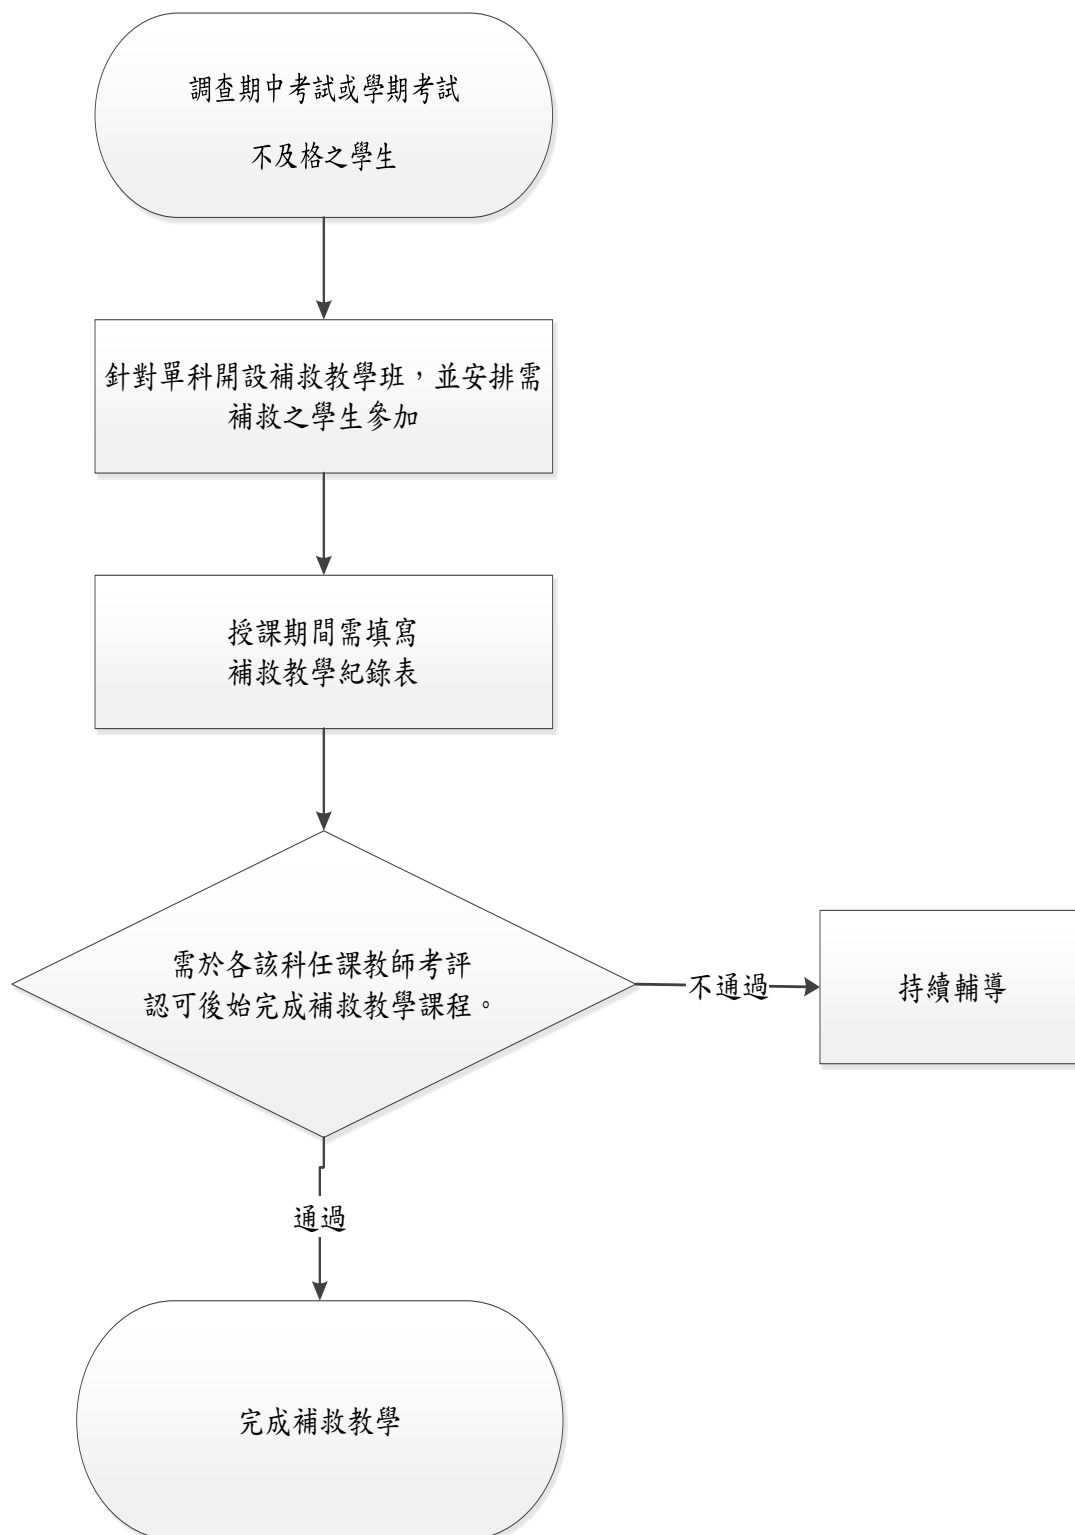 調查期中考試或學期考試
不及格之學生
針對單科開設補救教學班，並安排需
補救之學生參加
授課期間需填寫
補救教學紀錄表
需於各該科任課教師考評
認可後始完成補救教學課程。
不通過
持續輔導
通過
完成補救教學